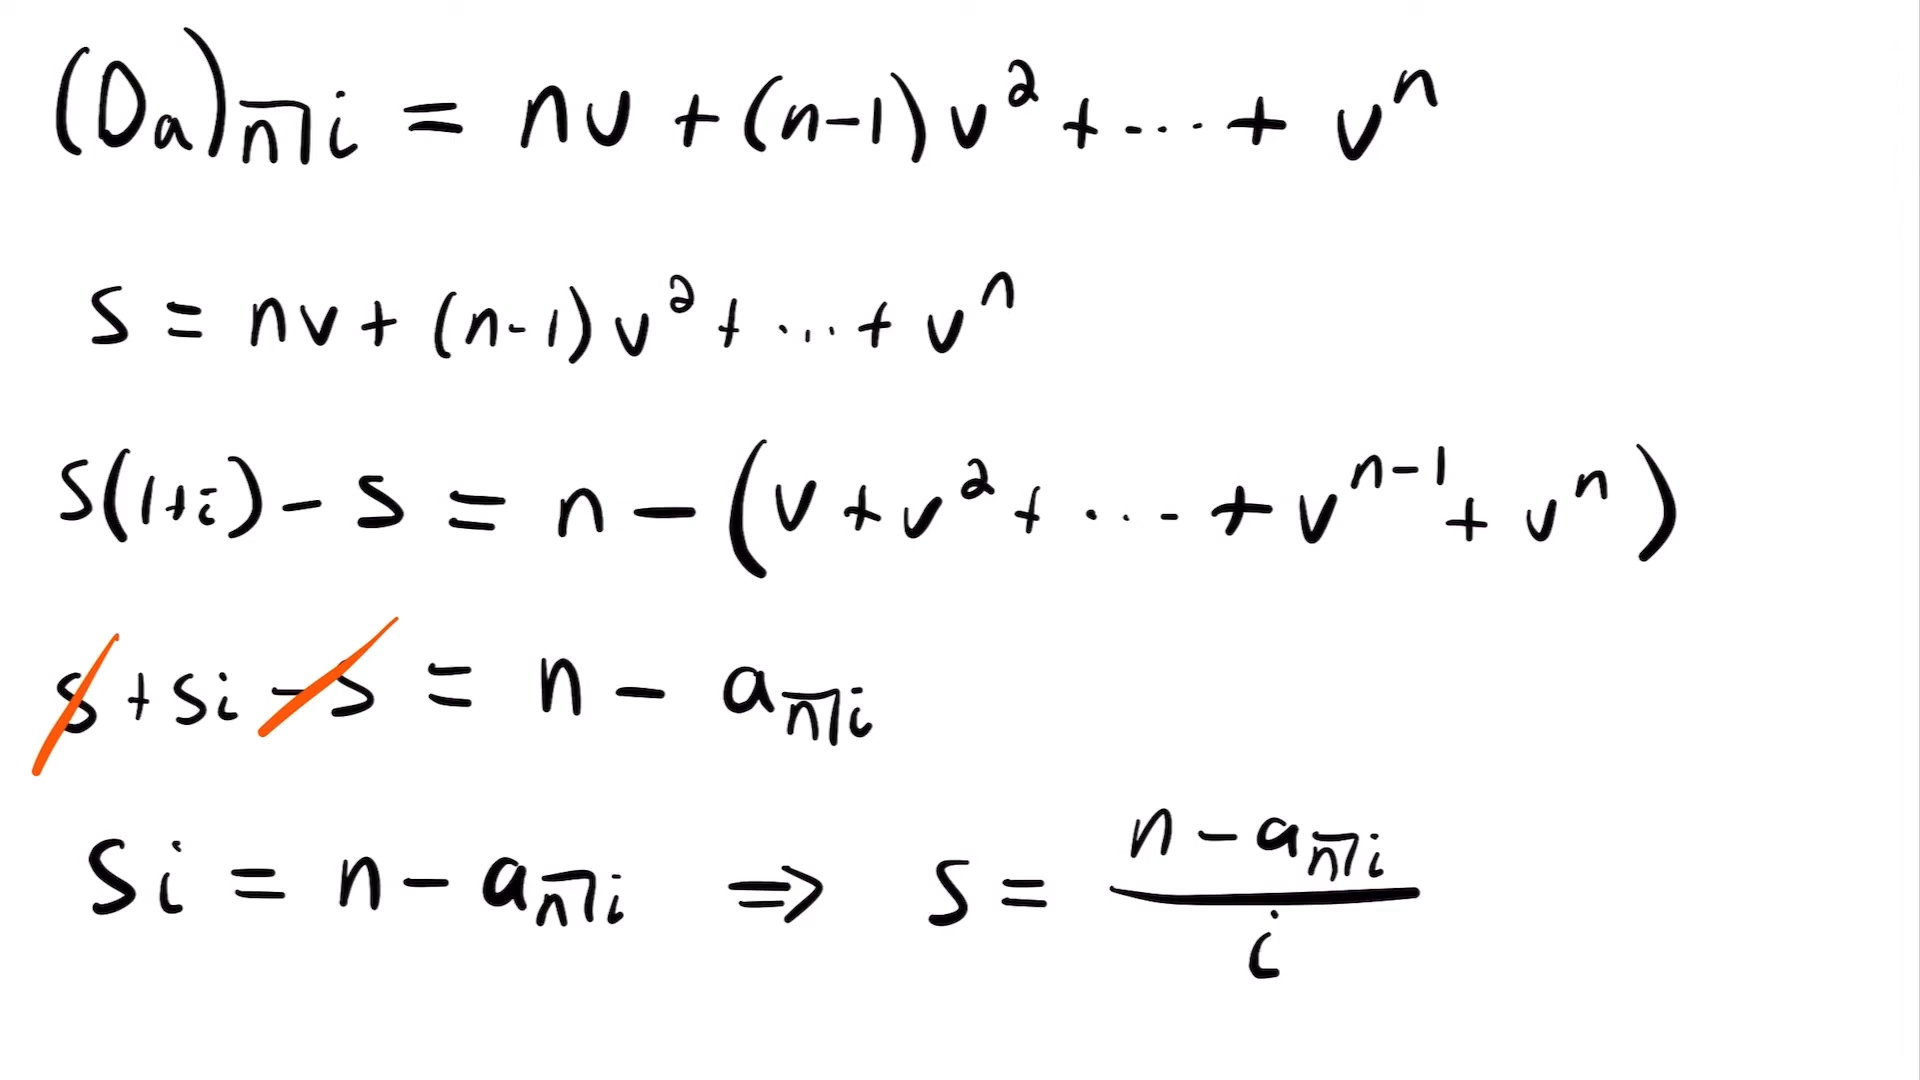 (Da)n̅|i = nv + (n-1)v² + ... + vⁿ
S = nv + (n-1)v² + ... + vⁿ
S(1+i) - S = n - (v + v² + ... + vⁿ⁻¹ + vⁿ)
S + Si - S = n - an̅|i
Si = n - an̅|i ⇒ S = (n - an̅|i)/i